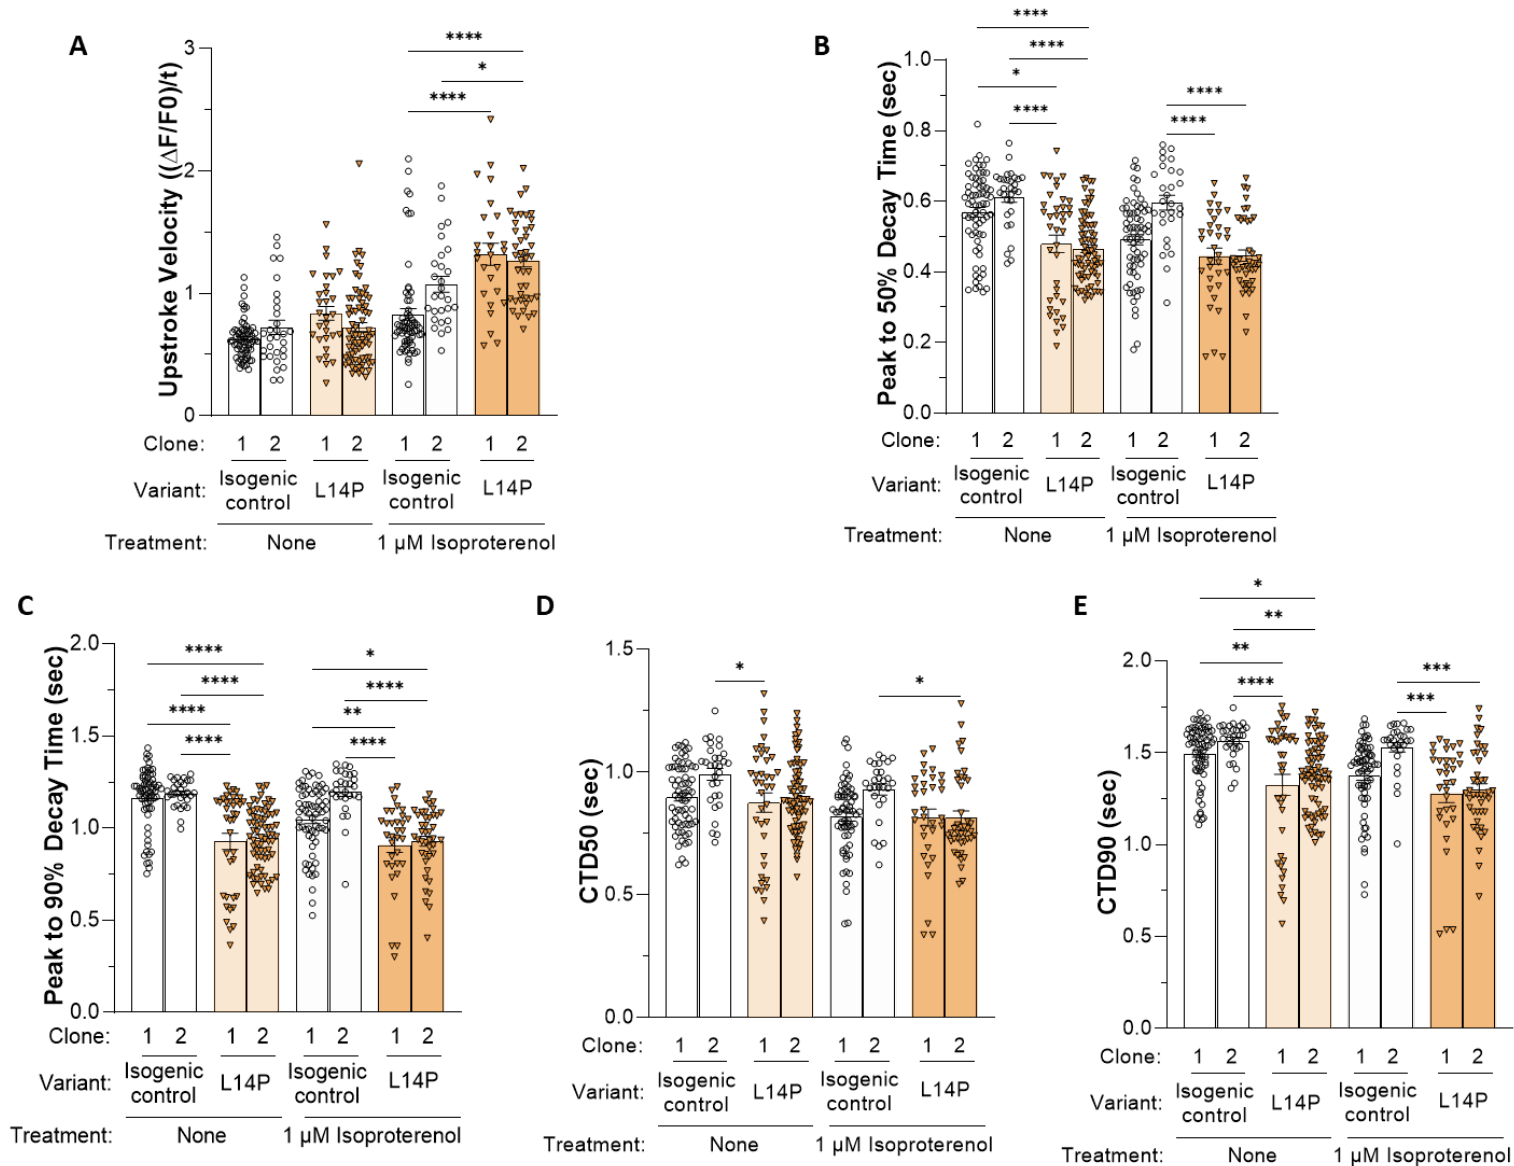 A
Upstroke Velocity ((ΔF/F0)/t)
3
2
1
0
**** 
*
****
Clone: 1 2 1 2 1 2 1 2
Variant: Isogenic control L14P Isogenic control L14P
Treatment: None 1 µM Isoproterenol
B
Peak to 50% Decay Time (sec)
1.0
0.8
0.6
0.4
0.2
0.0
****
****
*
****
****
****
Clone: 1 2 1 2 1 2 1 2
Variant: Isogenic control L14P Isogenic control L14P
Treatment: None 1 µM Isoproterenol
C
Peak to 90% Decay Time (sec)
2.0
1.5
1.0
0.5
0.0
****
****
****
****
*
****
**
****
Clone: 1 2 1 2 1 2 1 2
Variant: Isogenic control L14P Isogenic control L14P
Treatment: None 1 µM Isoproterenol
D
CTD50 (sec)
1.5
1.0
0.5
0.0
*
*
Clone: 1 2 1 2 1 2 1 2
Variant: Isogenic control L14P Isogenic control L14P
Treatment: None 1 µM Isoproterenol
E
CTD90 (sec)
2.0
1.5
1.0
0.5
0.0
*
**
**
****
***
***
Clone: 1 2 1 2 1 2 1 2
Variant: Isogenic control L14P Isogenic control L14P
Treatment: None 1 µM Isoproterenol